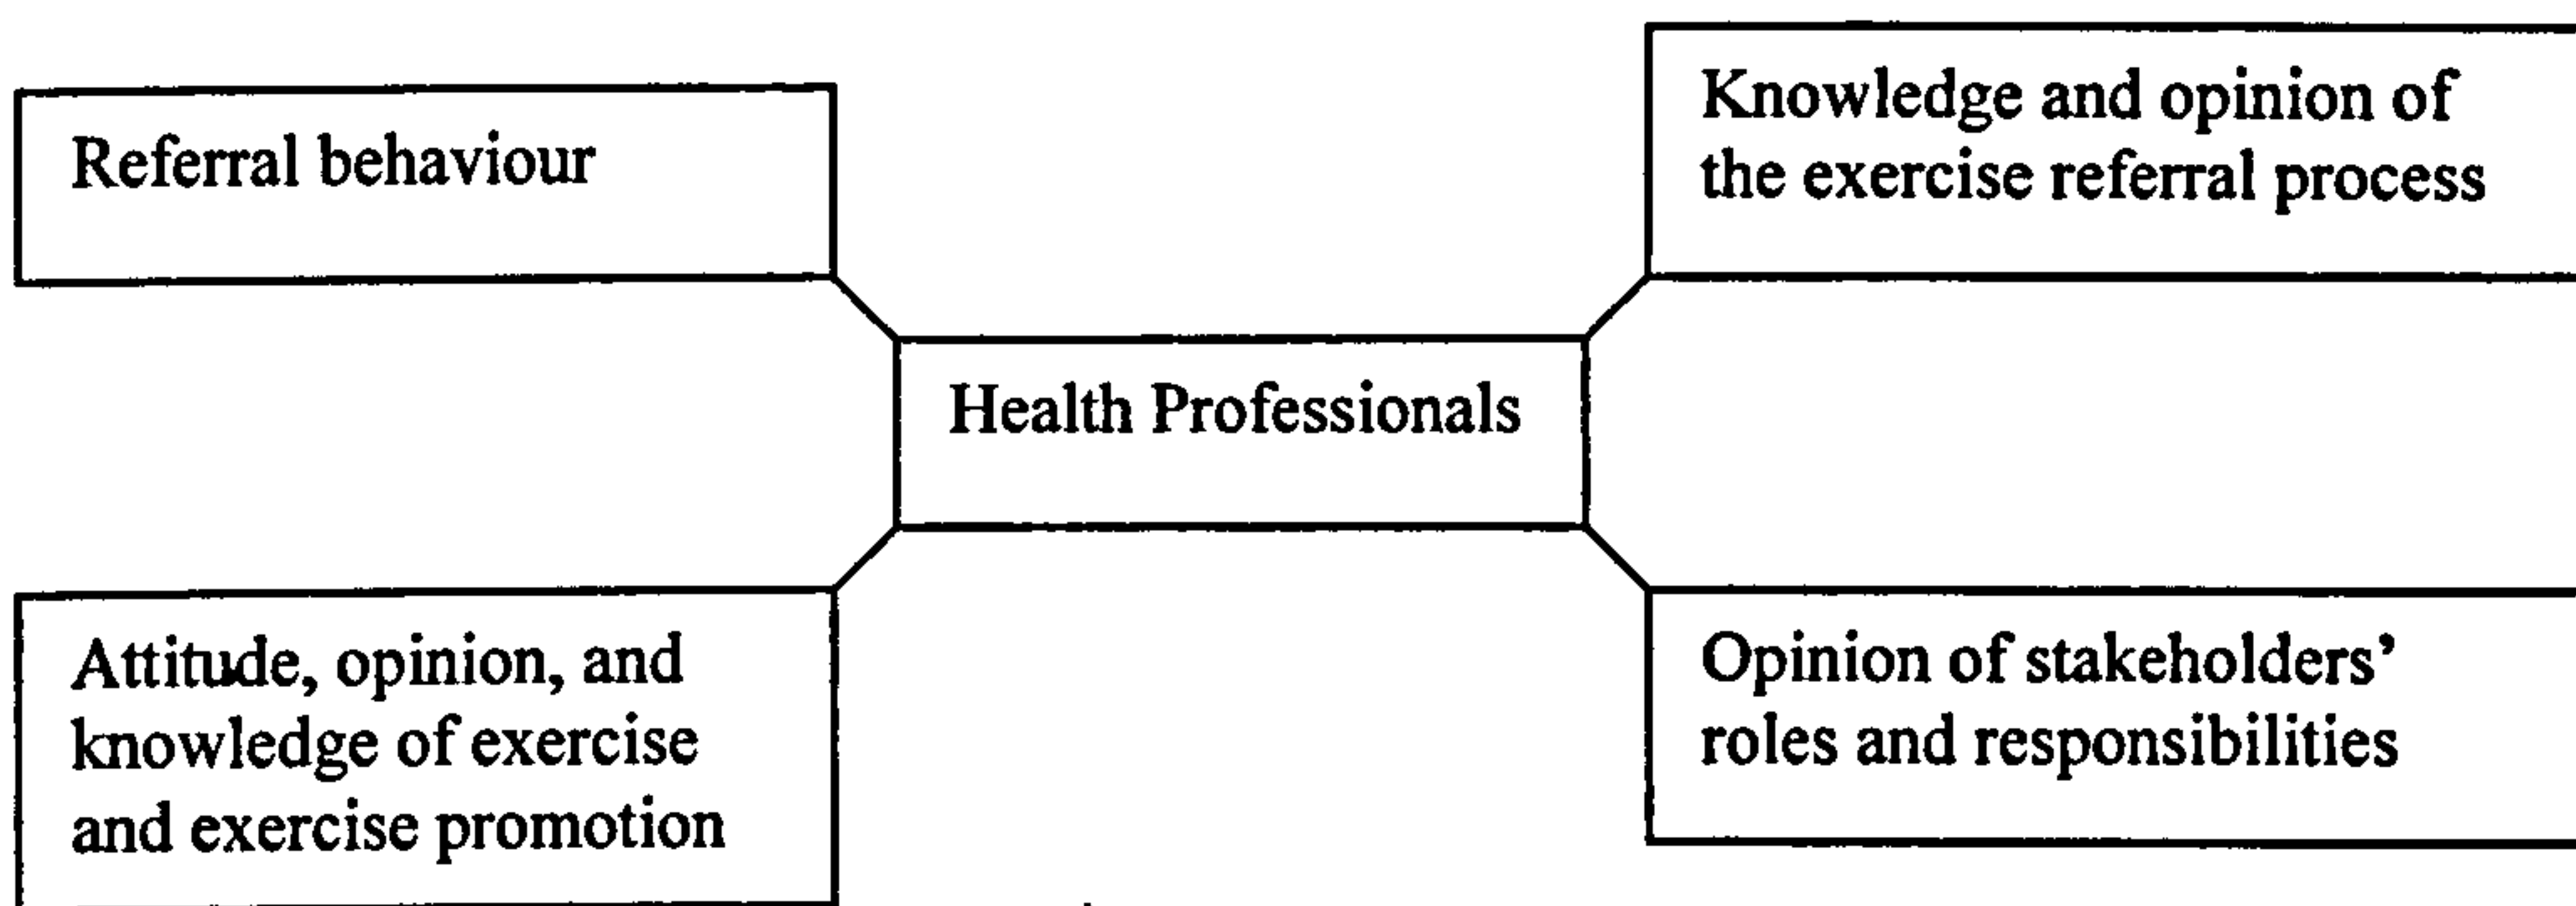 Referral behaviour
Knowledge and opinion of
the exercise referral process
Health Professionals
Attitude, opinion, and
knowledge of exercise
and exercise promotion
Opinion of stakeholders’
roles and responsibilities